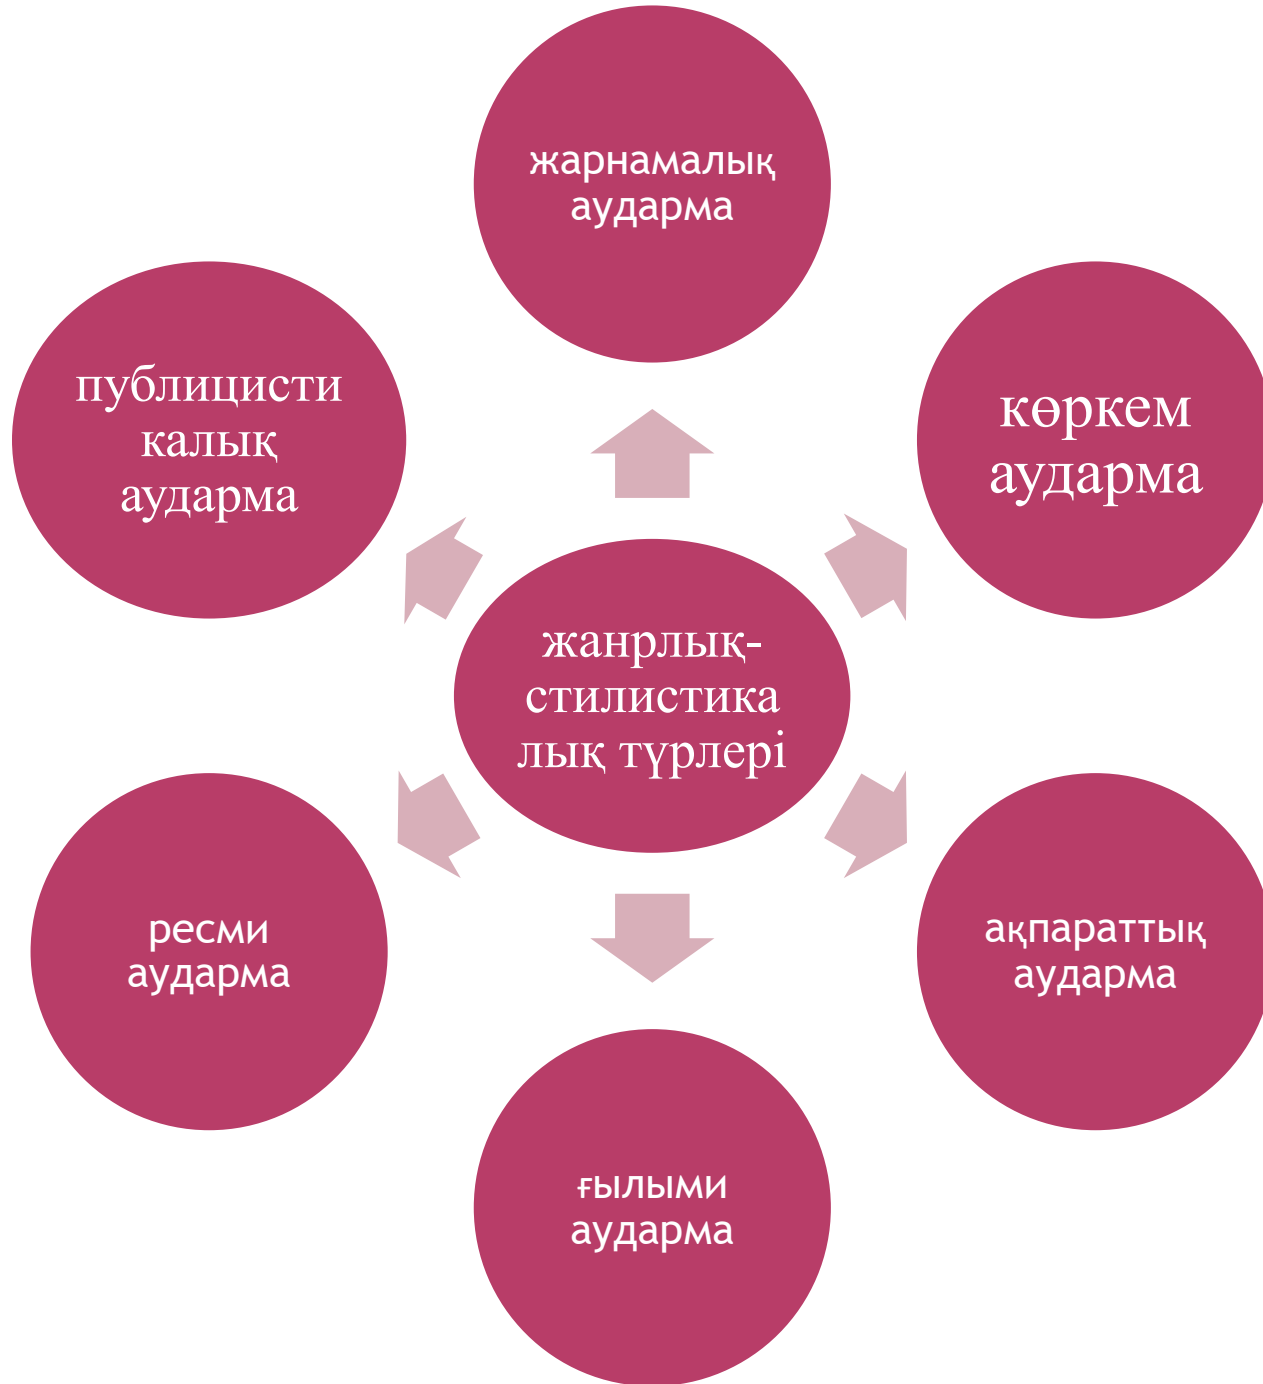 жарнамалық
аударма
публицисти
калық
аударма
көркем
аударма
жанрлық-
стилистика
лық түрлері
ресми
аударма
ақпараттық
аударма
ғылыми
аударма